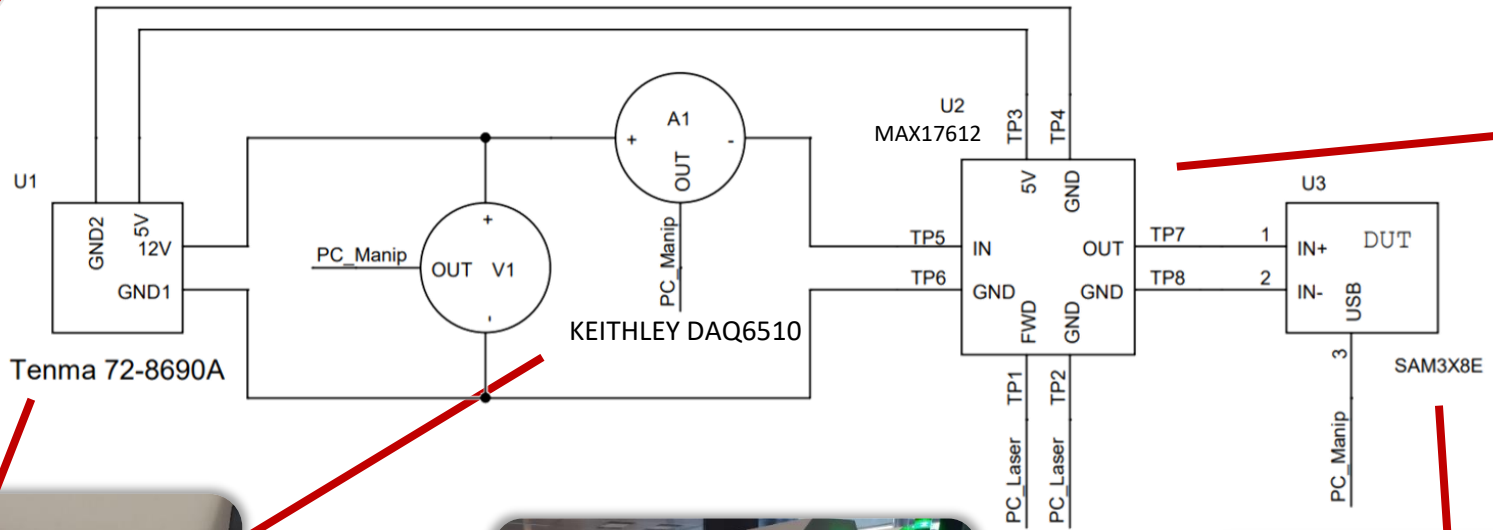 U1
GND2
5V
12V
GND1
Tenma 72-8690A
PC_Manip
+
OUT V1
-
+
A1
-
OUT
PC_Manip
KEITHLEY DAQ6510
U2
MAX17612
TP3
TP4
5V
GND
TP5
IN
TP6
GND
OUT
TP7
GND
TP8
FWD
GND
TP1
TP2
PC_Laser
PC_Laser
U3
1
IN+
DUT
2
IN-
USB
3
SAM3X8E
PC_Manip